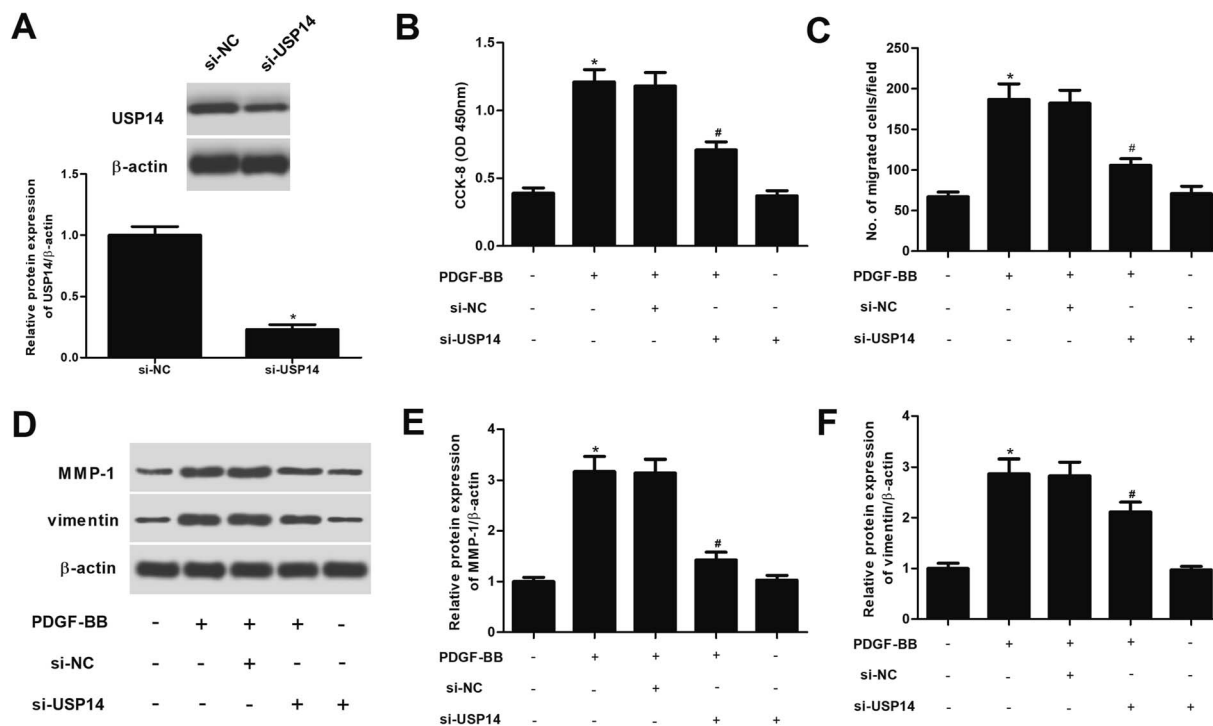 A
si-NC si-USP14
USP14
β-actin
Relative protein expression
of USP14/β-actin
1.5
1.0
0.5
0.0
*
si-NC si-USP14
B
CCK-8 (OD 450nm)
1.5
1.0
0.5
0.0
*
#
PDGF-BB - + + + -
si-NC - - + - -
si-USP14 - - - + +
C
No. of migrated cells/field
250
200
150
100
50
0
*
#
PDGF-BB - + + + -
si-NC - - + - -
si-USP14 - - - + +
D
MMP-1
vimentin
β-actin
PDGF-BB - + + + -
si-NC - - + - -
si-USP14 - - - + +
E
Relative protein expression
of MMP-1/β-actin
4
3
2
1
0
*
#
PDGF-BB - + + + -
si-NC - - + - -
si-USP14 - - - + +
F
Relative protein expression
of vimentin/β-actin
4
3
2
1
0
*
#
PDGF-BB - + + + -
si-NC - - + - -
si-USP14 - - - + +